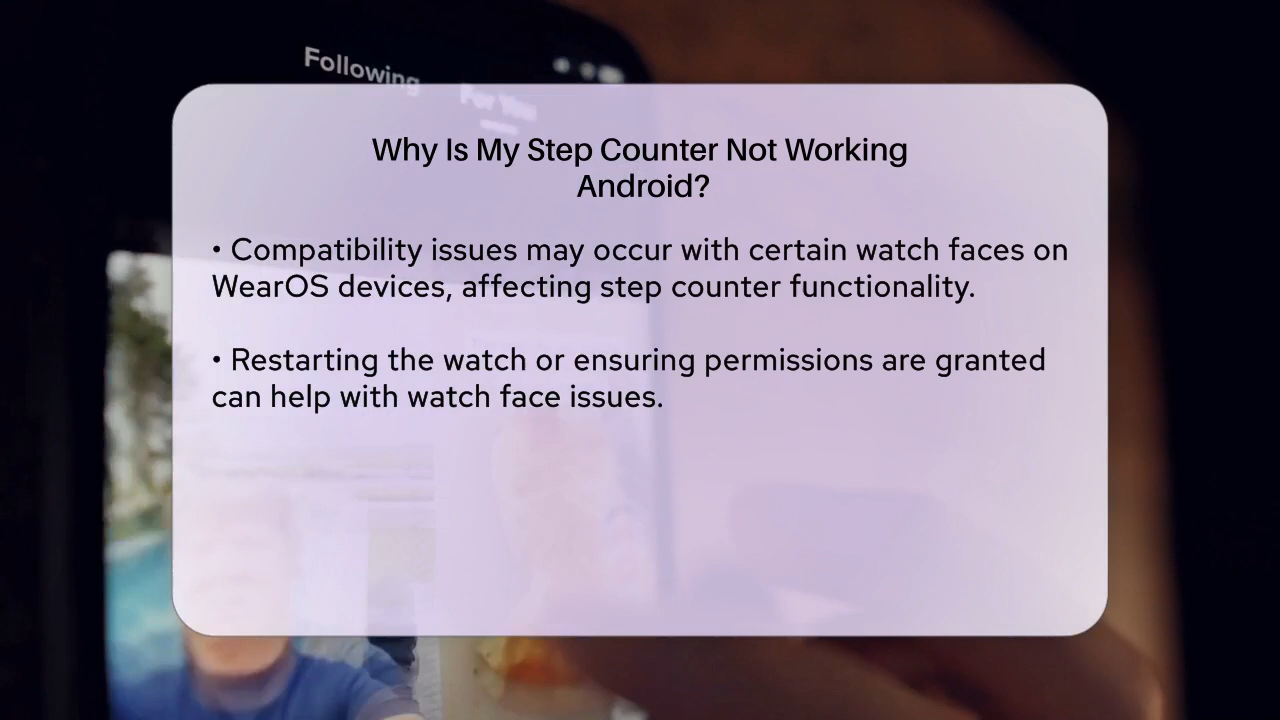 Following
For You
Why Is My Step Counter Not Working
Android?
• Compatibility issues may occur with certain watch faces on
WearOS devices, affecting step counter functionality.
• Restarting the watch or ensuring permissions are granted
can help with watch face issues.